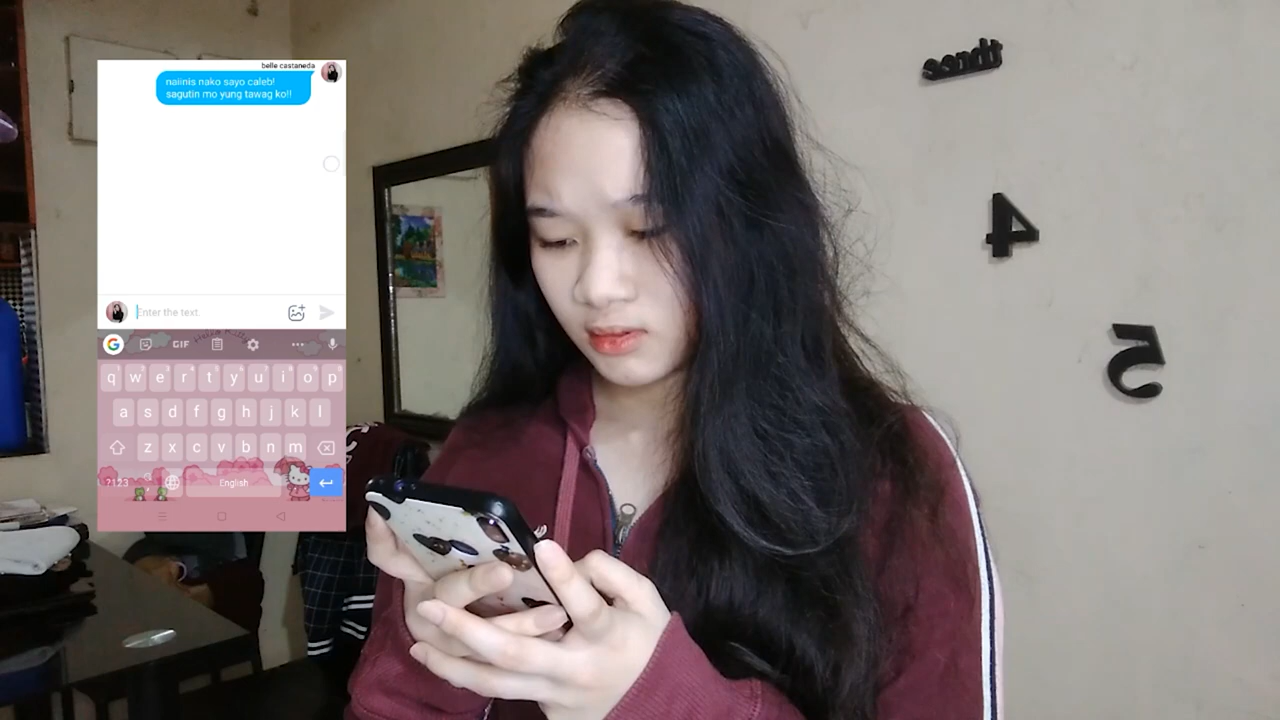 belle castaneda
naiinis nako sayo caleb!
sagutin mo yung tawag ko!!
Enter the text.
G GIF
q w e r t y u i o p
a s d f g h j k l
z x c v b n m
?123 English
4
5